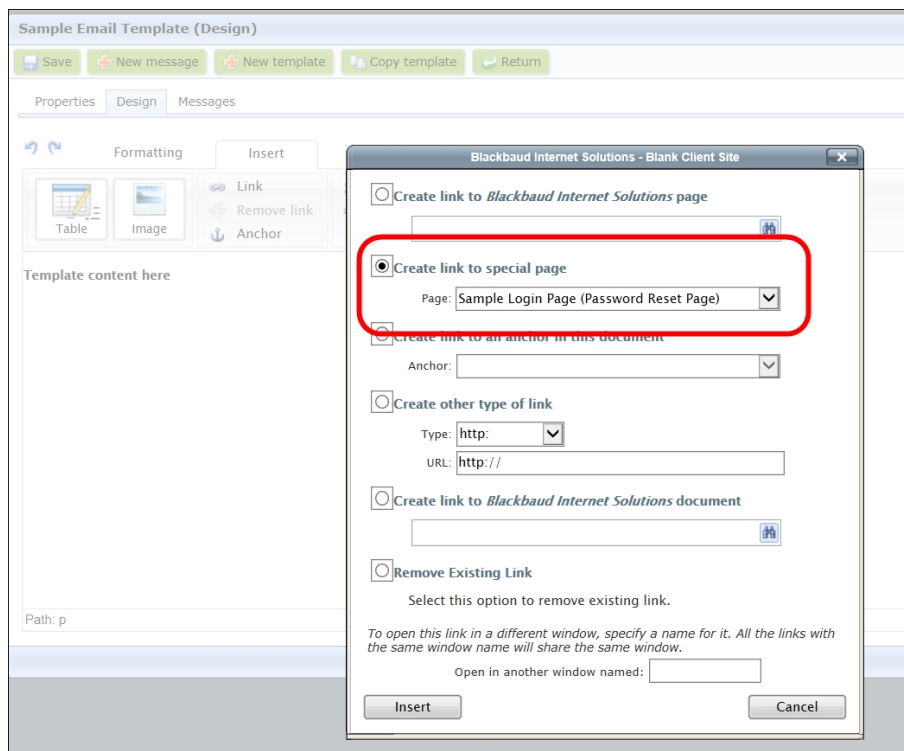 Sample Email Template (Design)
Save New message New template Copy template Return
Properties Design Messages
Formatting Insert
Table Image Link
Remove link
Anchor
Template content here
Path: p
Blackbaud Internet Solutions - Blank Client Site X
Create link to Blackbaud Internet Solutions page
Create link to special page
Page: Sample Login Page (Password Reset Page)
Create link to an anchor in this document
Anchor:
Create other type of link
Type: http:
URL: http://
Create link to Blackbaud Internet Solutions document
Remove Existing Link
Select this option to remove existing link.
To open this link in a different window, specify a name for it. All the links with
the same window name will share the same window.
Open in another window named:
Insert Cancel